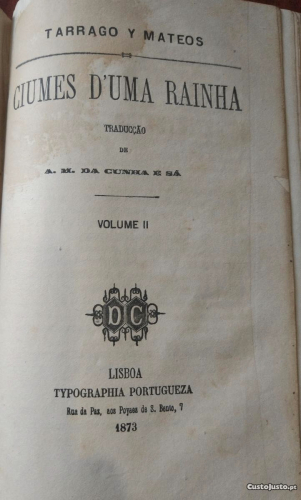 TARRAGO Y MATEOS
CIUMES D'UMA RAINHA
TRADUCÇÃO
DE
A. M. DA CUNHA E SÁ
VOLUME II
DC
LISBOA
TYPOGRAPHIA PORTUGUEZA
Rua da Paz, aos Poyaes de S. Bento, 7
1873
CustoJusto.pt